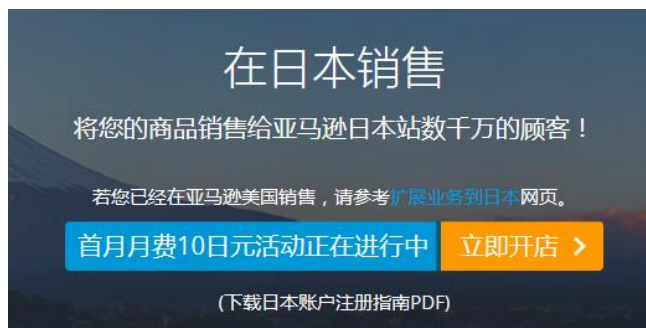 在日本销售
将您的商品销售给亚马逊日本站数千万的顾客！
若您已经在亚马逊美国销售，请参考扩展业务到日本网页。
首月月费10日元活动正在进行中 立即开店 >
(下载日本账户注册指南PDF)